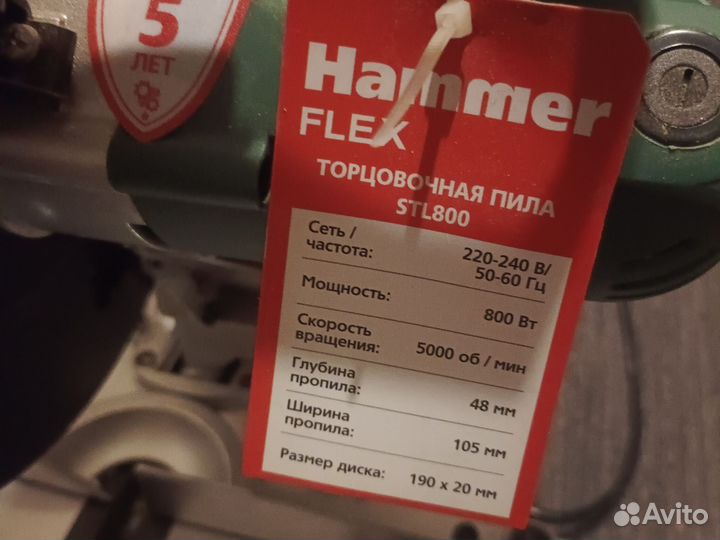 5
ЛЕТ
Hammer
FLEX
ТОРЦОВОЧНАЯ ПИЛА
STL800
Сеть /
частота:
220-240 В/
50-60 Гц
Мощность:
800 Вт
Скорость
вращения:
5000 об / мин
Глубина
пропила:
48 мм
Ширина
пропила:
105 мм
Размер диска:
190 x 20 мм
Avito